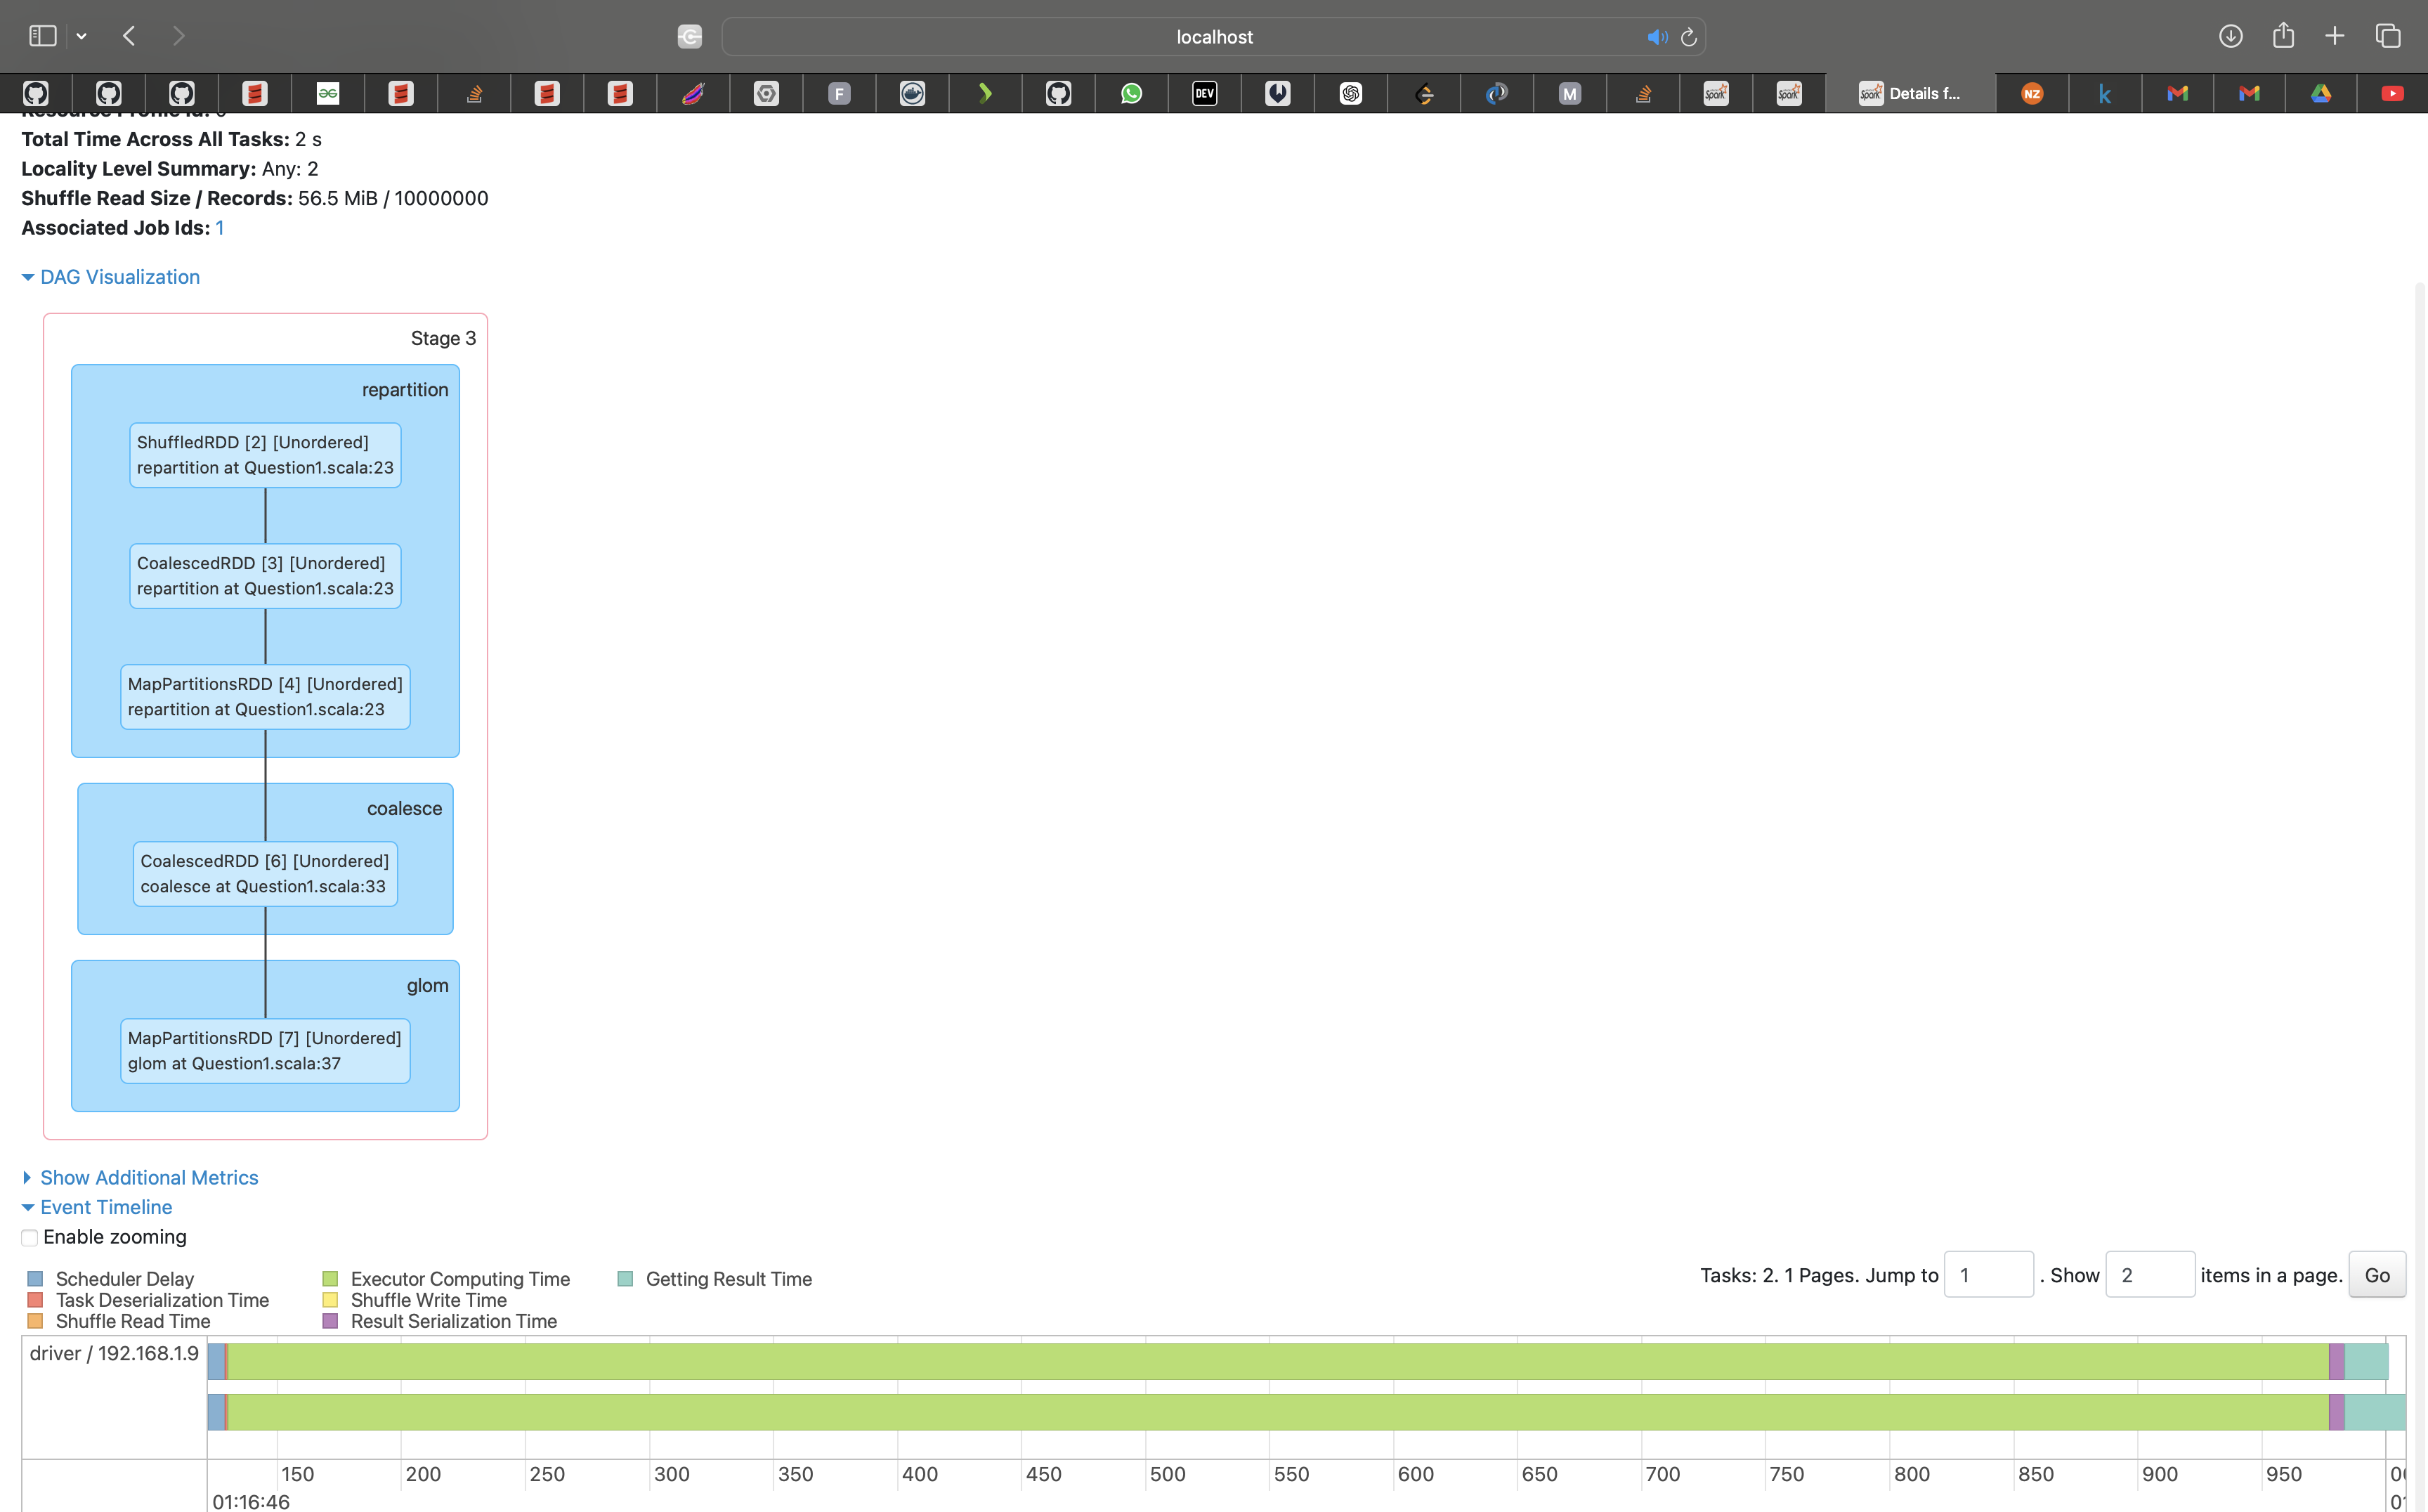 localhost
Details f...
Total Time Across All Tasks: 2 s
Locality Level Summary: Any: 2
Shuffle Read Size / Records: 56.5 MiB / 10000000
Associated Job Ids: 1
DAG Visualization
Stage 3
repartition
ShuffledRDD [2] [Unordered]
repartition at Question1.scala:23
CoalescedRDD [3] [Unordered]
repartition at Question1.scala:23
MapPartitionsRDD [4] [Unordered]
repartition at Question1.scala:23
coalesce
CoalescedRDD [6] [Unordered]
coalesce at Question1.scala:33
glom
MapPartitionsRDD [7] [Unordered]
glom at Question1.scala:37
Show Additional Metrics
Event Timeline
Enable zooming
Scheduler Delay
Executor Computing Time
Getting Result Time
Task Deserialization Time
Shuffle Write Time
Shuffle Read Time
Result Serialization Time
Tasks: 2. 1 Pages. Jump to 1 . Show 2 items in a page. Go
driver / 192.168.1.9
150 200 250 300 350 400 450 500 550 600 650 700 750 800 850 900 950
01:16:46